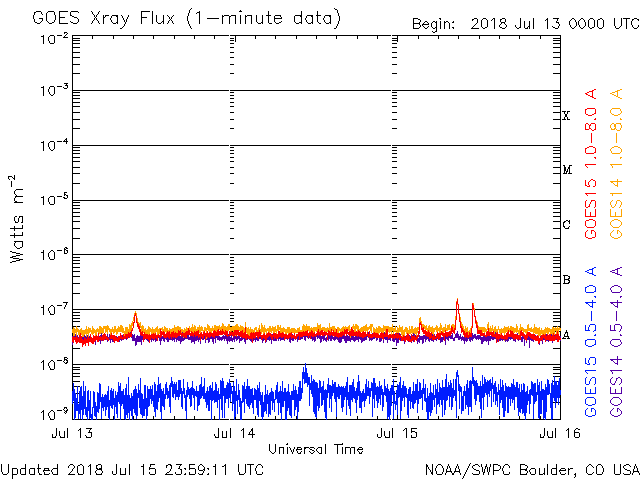 GOES Xray Flux (1-minute data)
Begin: 2018 Jul 13 0000 UTC
Watts m⁻²
10⁻²
10⁻³
10⁻⁴
10⁻⁵
10⁻⁶
10⁻⁷
10⁻⁸
10⁻⁹
X
M
C
B
A
GOES15 1.0-8.0 A
GOES14 1.0-8.0 A
GOES15 0.5-4.0 A
GOES14 0.5-4.0 A
Jul 13
Jul 14
Jul 15
Jul 16
Universal Time
Updated 2018 Jul 15 23:59:11 UTC
NOAA/SWPC Boulder, CO USA